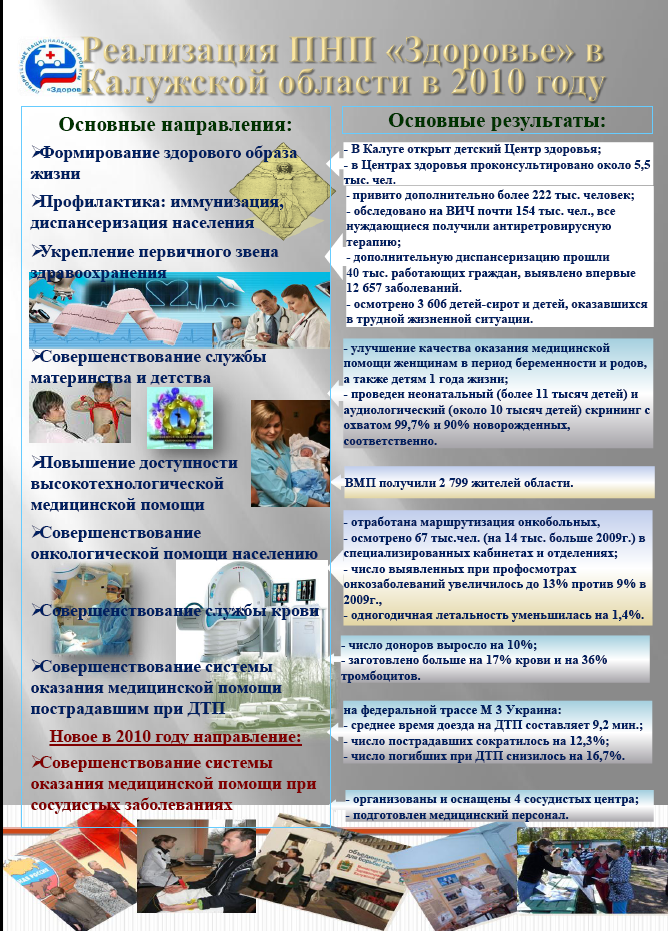 Реализация ПНП «Здоровье» в
Калужской области в 2010 году
ПРИОРИТЕТНЫЕ НАЦИОНАЛЬНЫЕ ПРОЕКТЫ
«Здоровье»
Основные направления:
➢Формирование здорового образа
жизни
➢Профилактика: иммунизация,
диспансеризация населения
➢Укрепление первичного звена
здравоохранения
➢Совершенствование службы
материнства и детства
➢Повышение доступности
высокотехнологической
медицинской помощи
➢Совершенствование
онкологической помощи населению
➢Совершенствование службы крови
➢Совершенствование системы
оказания медицинской помощи
пострадавшим при ДТП
Новое в 2010 году направление:
➢Совершенствование системы
оказания медицинской помощи при
сосудистых заболеваниях
Основные результаты:
- В Калуге открыт детский Центр здоровья;
- в Центрах здоровья проконсультировано около 5,5
тыс. чел.
- привито дополнительно более 222 тыс. человек;
- обследовано на ВИЧ почти 154 тыс. чел., все
нуждающиеся получили антиретровирусную
терапию;
- дополнительную диспансеризацию прошли
40 тыс. работающих граждан, выявлено впервые
12 657 заболеваний.
- осмотрено 3 606 детей-сирот и детей, оказавшихся
в трудной жизненной ситуации.
- улучшение качества оказания медицинской
помощи женщинам в период беременности и родов,
а также детям 1 года жизни;
- проведен неонатальный (более 11 тысяч детей) и
аудиологический (около 10 тысяч детей) скрининг с
охватом 99,7% и 90% новорожденных,
соответственно.
ВМП получили 2 799 жителей области.
- отработана маршрутизация онкобольных,
- осмотрено 67 тыс.чел. (на 14 тыс. больше 2009г.) в
специализированных кабинетах и отделениях;
- число выявленных при профосмотрах
онкозаболеваний увеличилось до 13% против 9% в
2009г.,
- одногодичная летальность уменьшилась на 1,4%.
- число доноров выросло на 10%;
- заготовлено больше на 17% крови и на 36%
тромбоцитов.
на федеральной трассе М 3 Украина:
- среднее время доезда на ДТП составляет 9,2 мин.;
- число пострадавших сократилось на 12,3%;
- число погибших при ДТП снизилось на 16,7%.
- организованы и оснащены 4 сосудистых центра;
- подготовлен медицинский персонал.